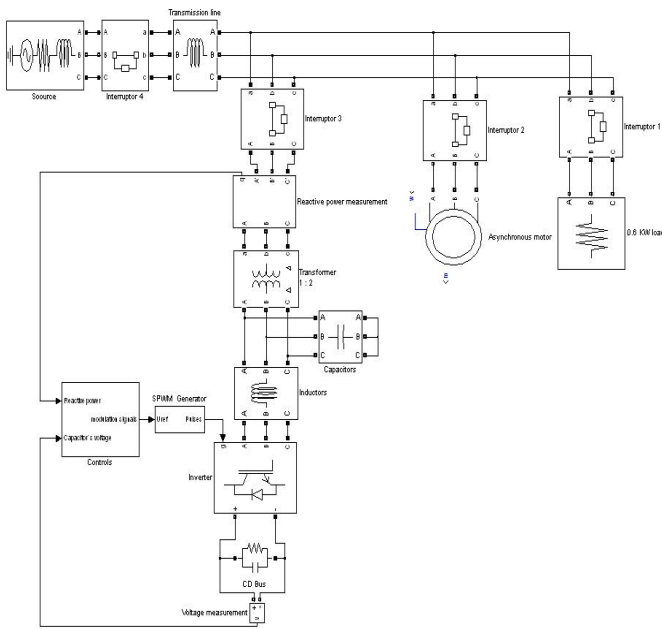 Transmission line
A A a A A
B B b B B
C C c C C
Soource
Interruptor 4
a b c
Interruptor 3
A B C
a b c
Interruptor 2
A B C
a b c
Interruptor 1
A B C
q A' B' C'
Reactive power measurement
A B C
w
A B C
Asynchronous motor
m
A B C
0.6 KW load
a b c
Transformer
1 : 2
A B C
A A
B B
C C
Capacitors
A B C
Inductors
A B C
Reactive power
modulation signals
Capacitor's voltage
Controls
SPWM Generator
Uref Pulses
g A B C
Inverter
+ -
CD Bus
Voltage measurement
+ -
v